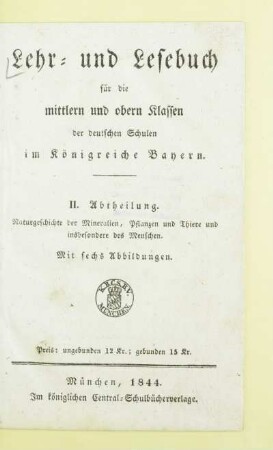 Lehr- und Lesebuch
für die
mittlern und obern Klassen
der deutschen Schulen
im Königreiche Bayern.
II. Abtheilung.
Naturgeschichte der Mineralien, Pflanzen und Thiere und
insbesondere des Menschen.
Mit sechs Abbildungen.
MÜNCHEN
Preis: ungebunden 12 Kr.; gebunden 15 Kr.
München, 1844.
Im königlichen Central-Schulbücherverlage.